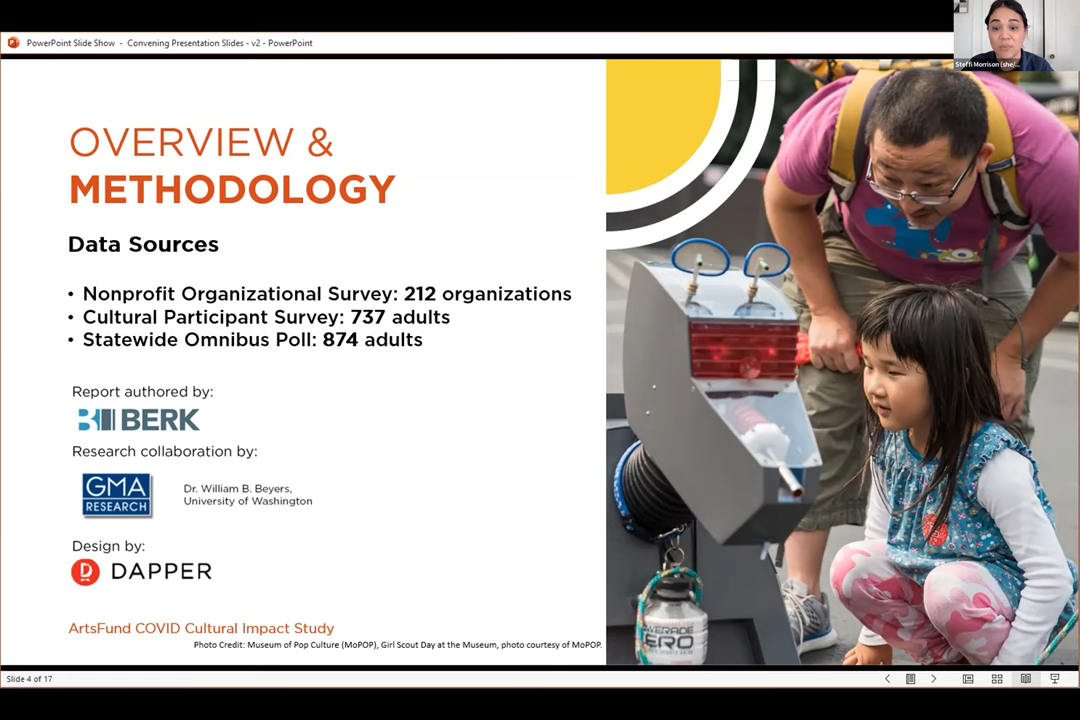 PowerPoint Slide Show - Convening Presentation Slides - v2 - PowerPoint
Steffi Morrison (she/...
OVERVIEW &
METHODOLOGY
Data Sources
• Nonprofit Organizational Survey: 212 organizations
• Cultural Participant Survey: 737 adults
• Statewide Omnibus Poll: 874 adults
Report authored by:
BERK
Research collaboration by:
GMA
RESEARCH
Dr. William B. Beyers,
University of Washington
Design by:
D DAPPER
ArtsFund COVID Cultural Impact Study
Photo Credit: Museum of Pop Culture (MoPOP), Girl Scout Day at the Museum, photo courtesy of MoPOP.
Slide 4 of 17